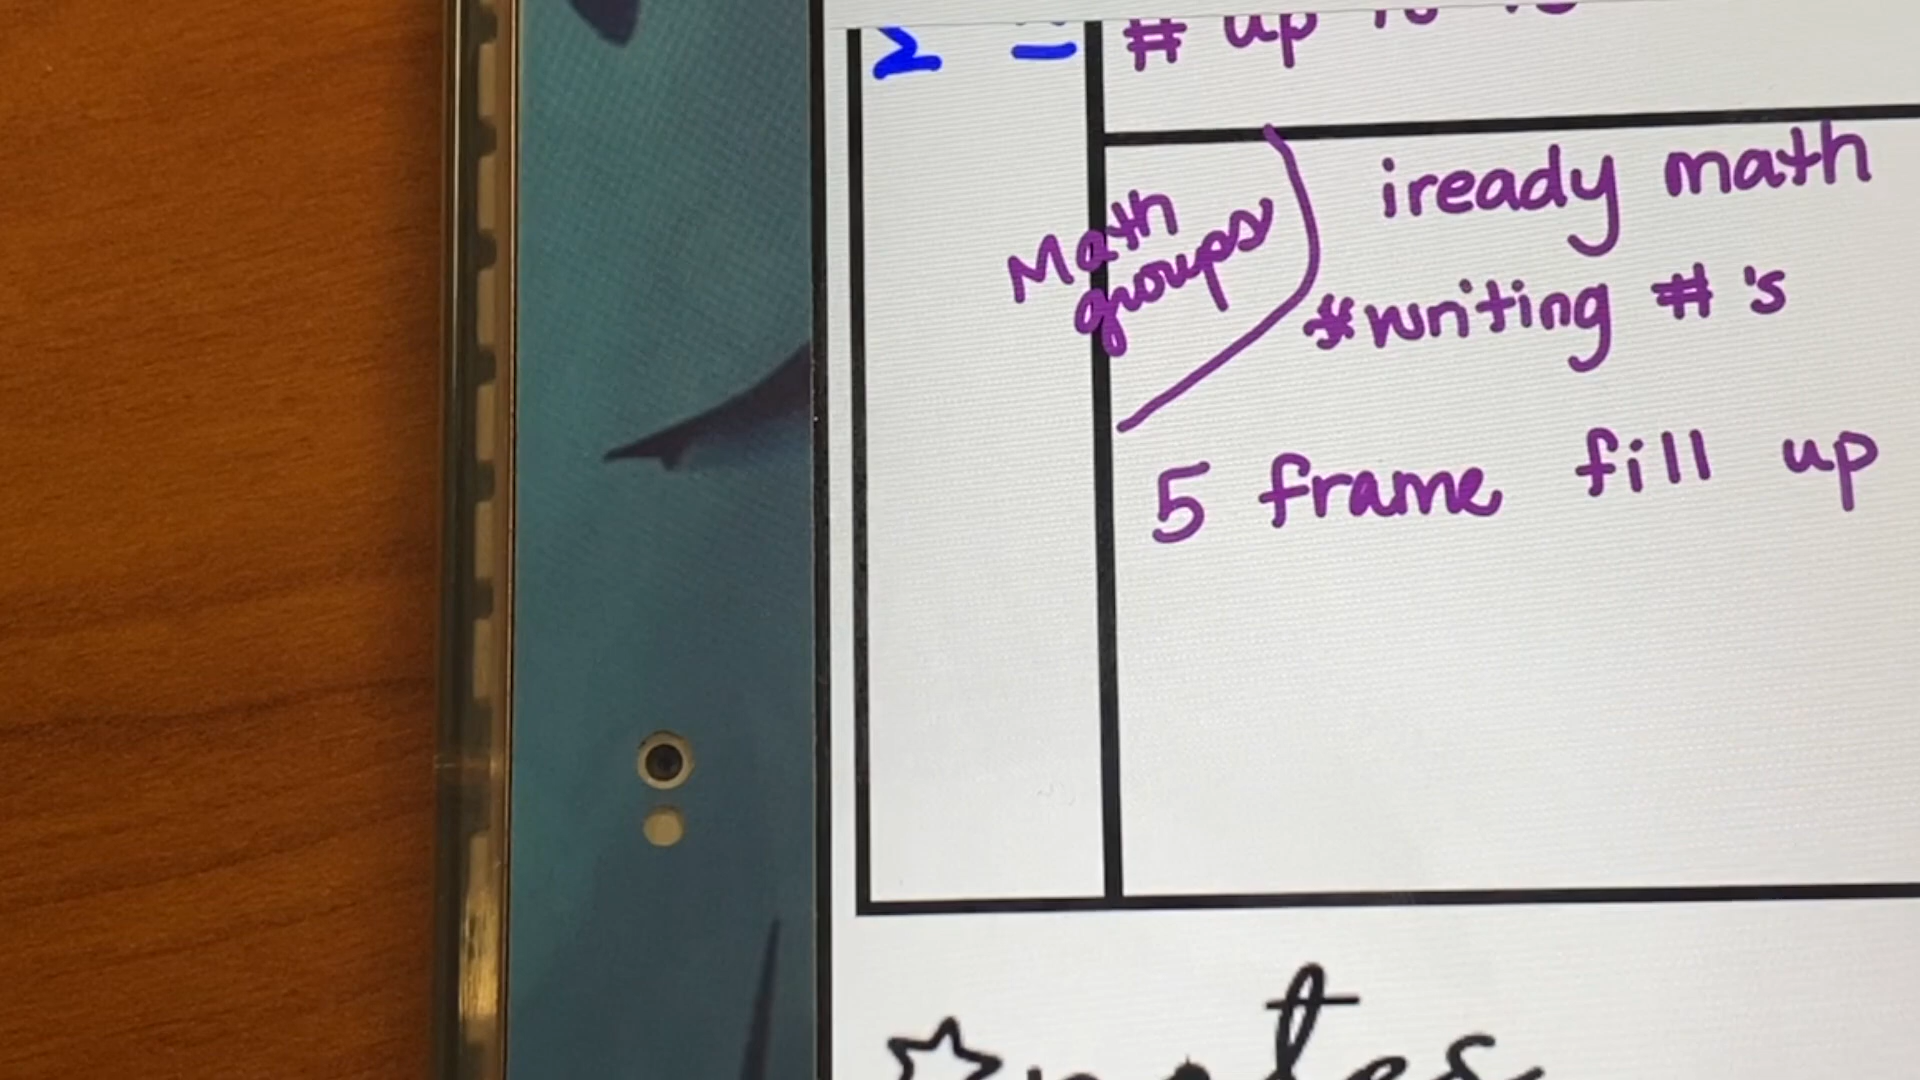 2 # up to
Math
groups
iready math
*writing #'s
5 frame fill up
☆notes